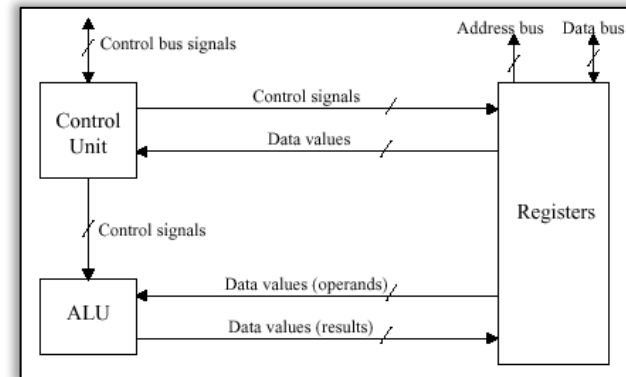 Address bus
Data bus
Control bus signals
Control signals
Control
Unit
Data values
Registers
Control signals
Data values (operands)
ALU
Data values (results)